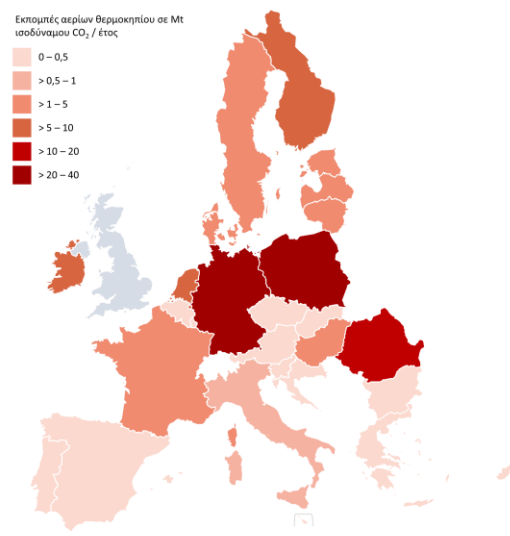 Εκπομπές αερίων θερμοκηπίου σε Mt
ισοδύναμου CO₂ / έτος
0 – 0,5
> 0,5 – 1
> 1 – 5
> 5 – 10
> 10 – 20
> 20 – 40